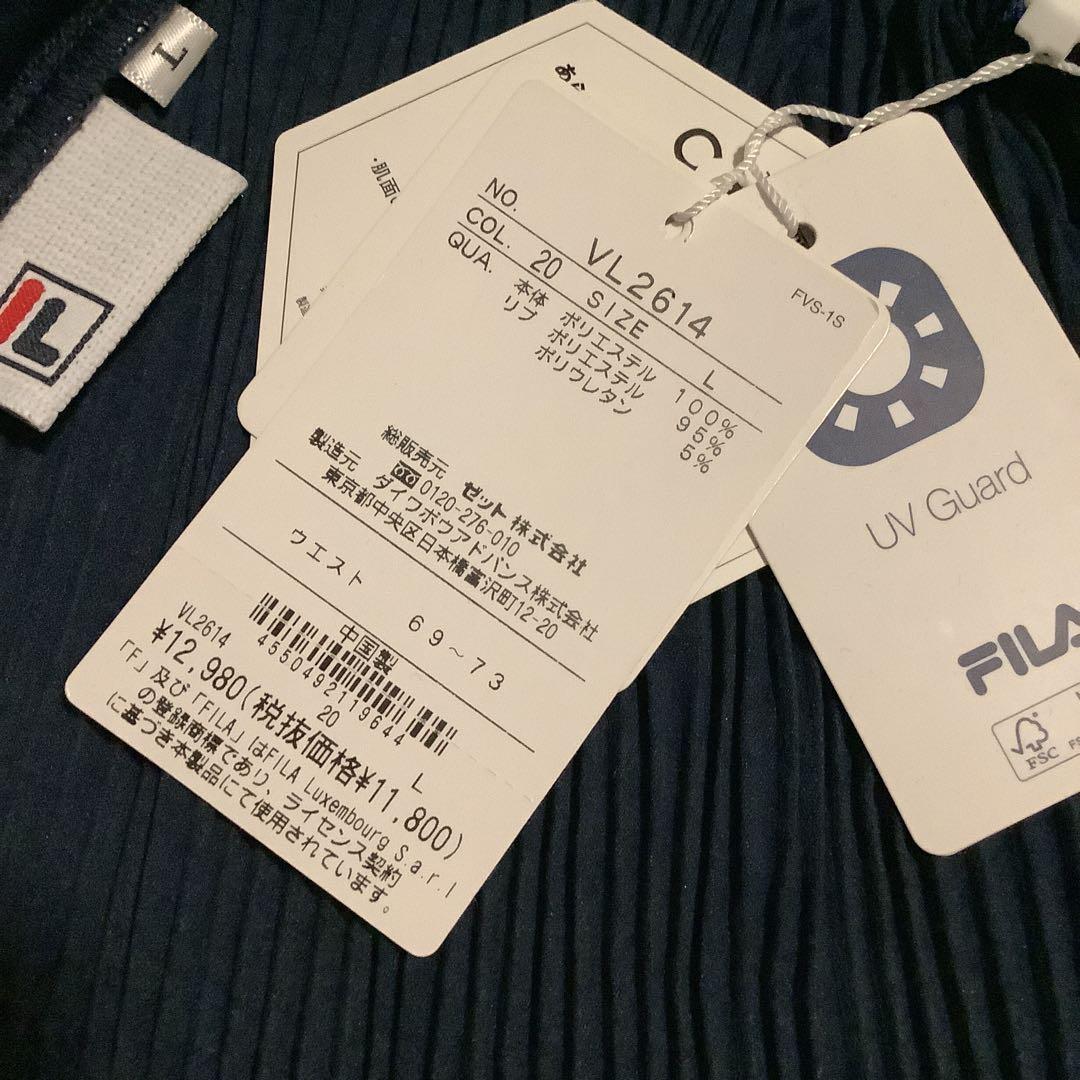 L
FL
あ
C
・肌面
NO. VL2614
COL. 20 SIZE L
QUA. 本体 ポリエステル 100%
リブ ポリエステル 95%
ポリウレタン 5%
総販売元 ゼット株式会社
0120-276-010
製造元 ダイワボウアドバンス株式会社
東京都中央区日本橋富沢町12-20
ウエスト 69~73
中国製
4550492119644
VL2614 20 L
¥12,980(税抜価格¥11,800)
「F」及び「FILA」はFILA Luxembourg S.a.r.l
の登録商標であり、ライセンス契約
に基づき本製品にて使用されています。
FVS-1S
UV Guard
FILA
FSC